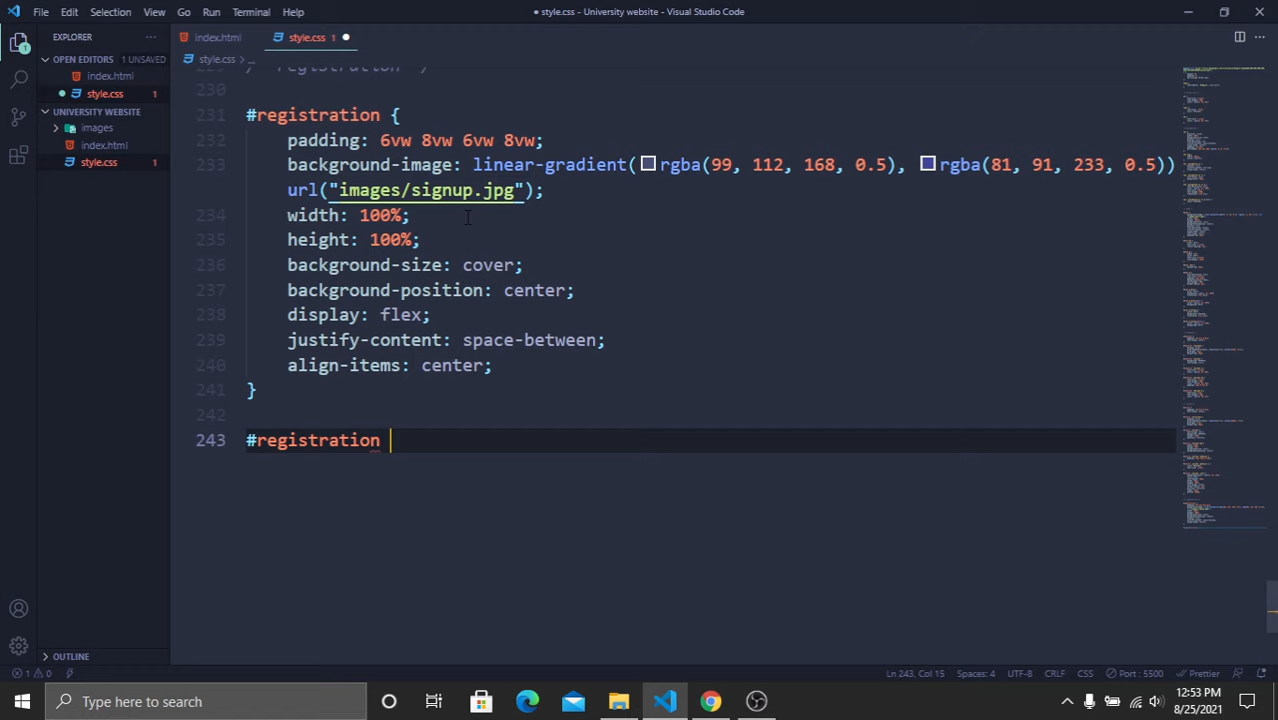 File Edit Selection View Go Run Terminal Help
● style.css - University website - Visual Studio Code
EXPLORER ...
OPEN EDITORS 1 UNSAVED
index.html
style.css 1
UNIVERSITY WEBSITE
images
index.html
style.css 1
OUTLINE
index.html style.css 1
style.css > ...
registration */
230
231 #registration {
232 padding: 6vw 8vw 6vw 8vw;
233 background-image: linear-gradient(rgba(99, 112, 168, 0.5), rgba(81, 91, 233, 0.5))
url("images/signup.jpg");
234 width: 100%;
235 height: 100%;
236 background-size: cover;
237 background-position: center;
238 display: flex;
239 justify-content: space-between;
240 align-items: center;
241 }
242
243 #registration
1 0 Ln 243, Col 15 Spaces: 4 UTF-8 CRLF CSS Port : 5500 Prettier
Type here to search
12:53 PM
8/25/2021